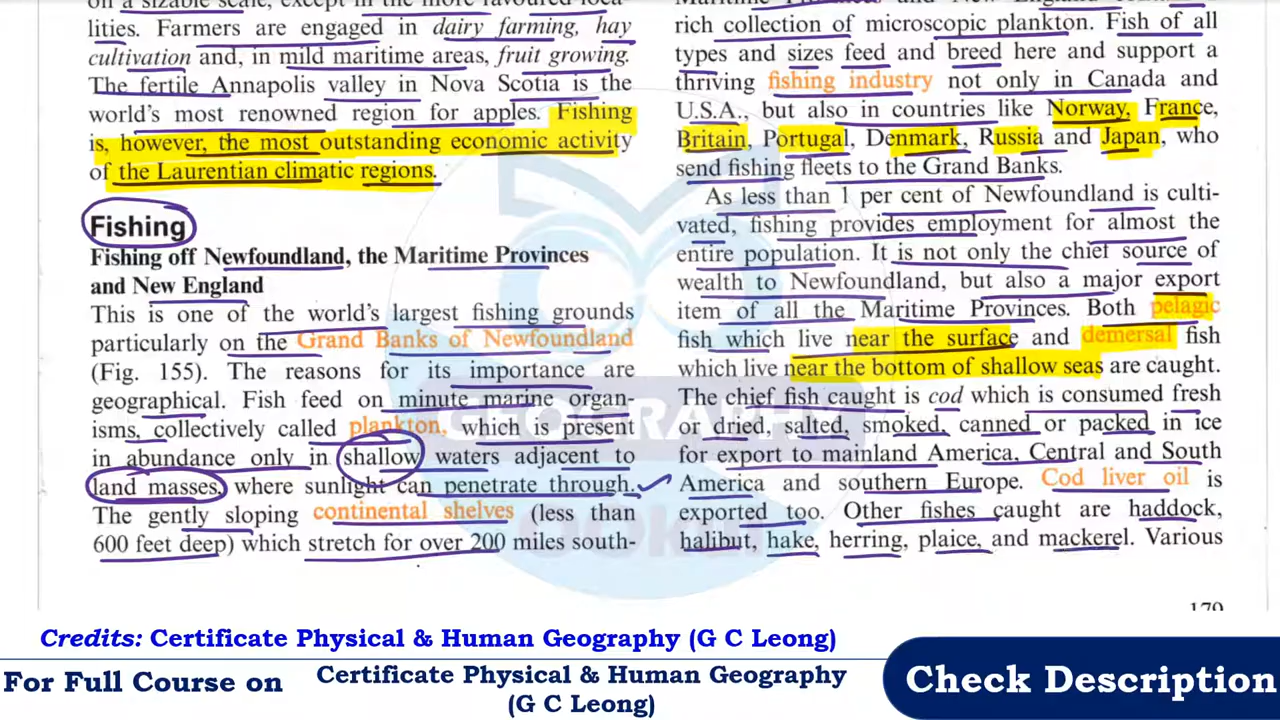 on a sizable scale, except in the more favoured loca-
lities. Farmers are engaged in dairy farming, hay
cultivation and, in mild maritime areas, fruit growing.
The fertile Annapolis valley in Nova Scotia is the
world's most renowned region for apples. Fishing
is, however, the most outstanding economic activity
of the Laurentian climatic regions.
Fishing
Fishing off Newfoundland, the Maritime Provinces
and New England
This is one of the world's largest fishing grounds
particularly on the Grand Banks of Newfoundland
(Fig. 155). The reasons for its importance are
geographical. Fish feed on minute marine organ-
isms, collectively called plankton, which is present
in abundance only in shallow waters adjacent to
land masses, where sunlight can penetrate through.
The gently sloping continental shelves (less than
600 feet deep) which stretch for over 200 miles south-
Maritime Provinces and New England
rich collection of microscopic plankton. Fish of all
types and sizes feed and breed here and support a
thriving fishing industry not only in Canada and
U.S.A., but also in countries like Norway, France,
Britain, Portugal, Denmark, Russia and Japan, who
send fishing fleets to the Grand Banks.
As less than 1 per cent of Newfoundland is culti-
vated, fishing provides employment for almost the
entire population. It is not only the chief source of
wealth to Newfoundland, but also a major export
item of all the Maritime Provinces. Both pelagic
fish which live near the surface and demersal fish
which live near the bottom of shallow seas are caught.
The chief fish caught is cod which is consumed fresh
or dried, salted, smoked, canned or packed in ice
for export to mainland America, Central and South
America and southern Europe. Cod liver oil is
exported too. Other fishes caught are haddock,
halibut, hake, herring, plaice, and mackerel. Various
179
GEOGRAPHY
Credits: Certificate Physical & Human Geography (G C Leong)
For Full Course on
Certificate Physical & Human Geography
(G C Leong)
Check Description